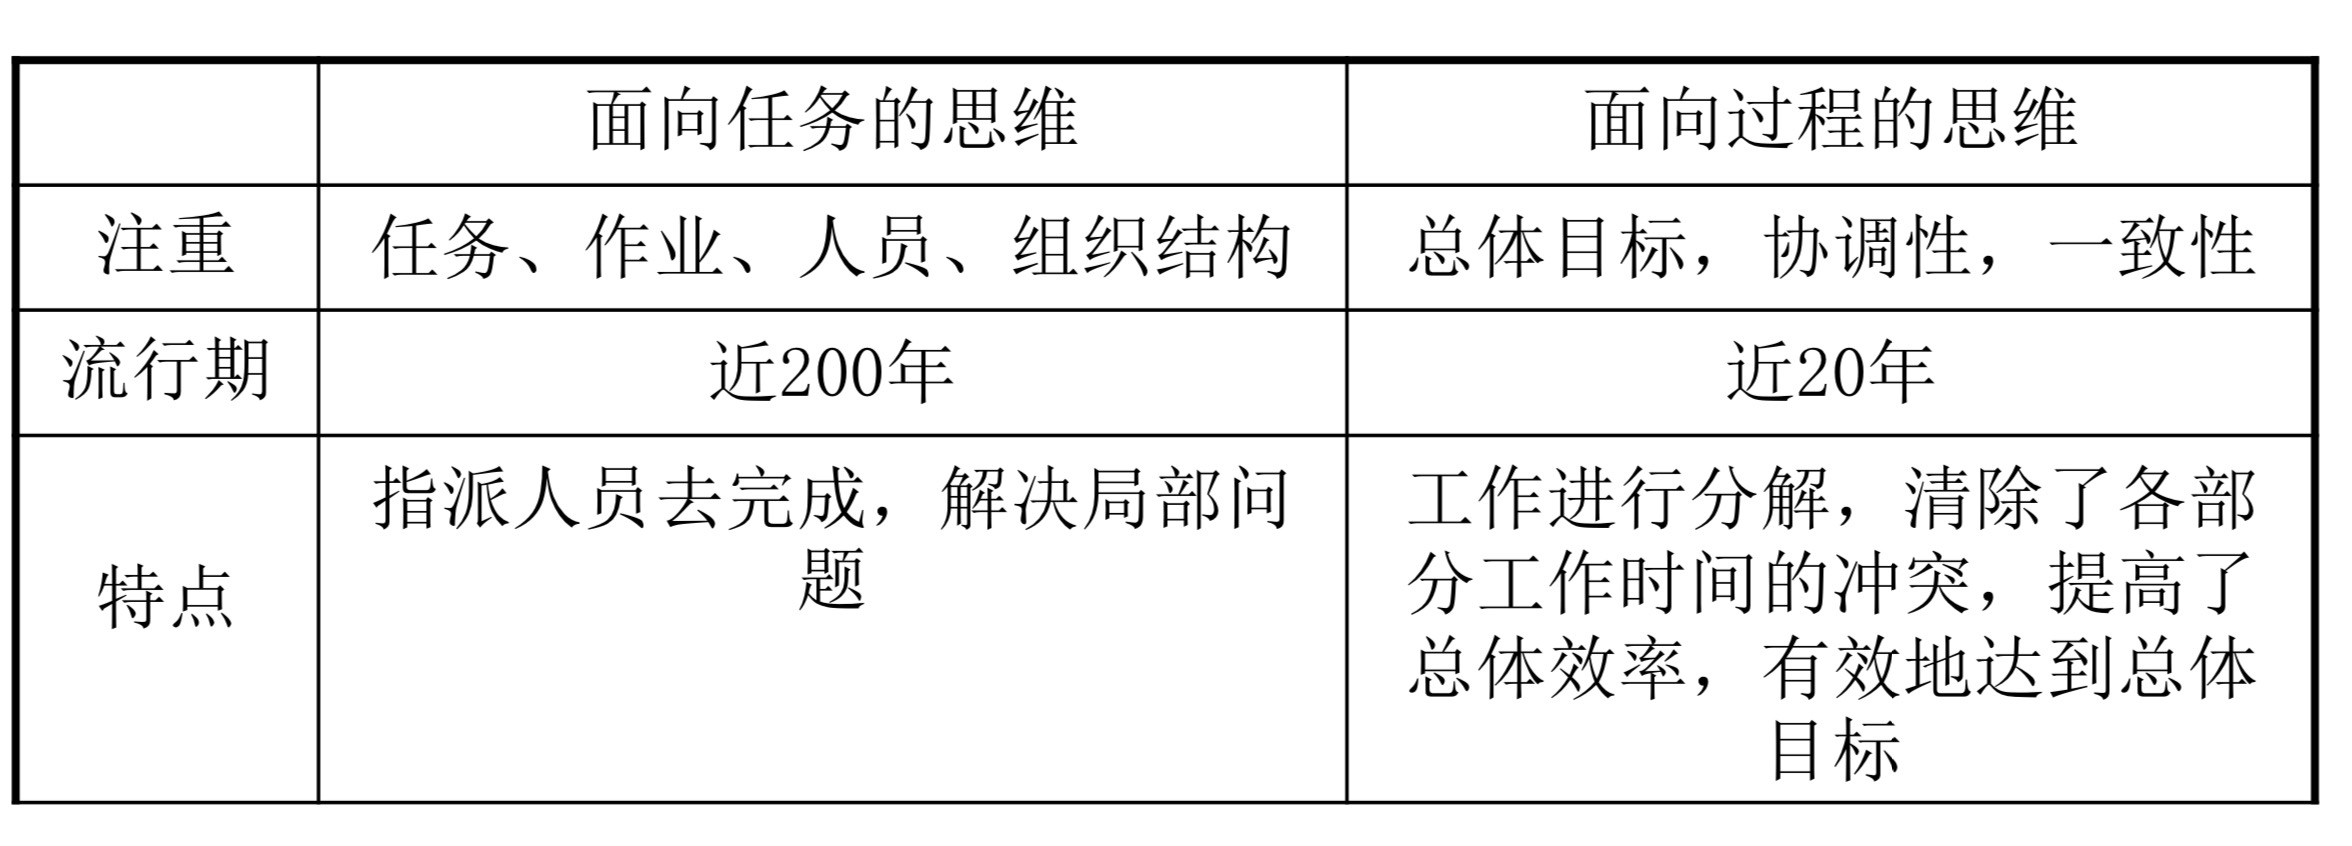 面向任务的思维
面向过程的思维
注重
任务、作业、人员、组织结构
总体目标，协调性，一致性
流行期
近200年
近20年
特点
指派人员去完成，解决局部问
题
工作进行分解，清除了各部
分工作时间的冲突，提高了
总体效率，有效地达到总体
目标